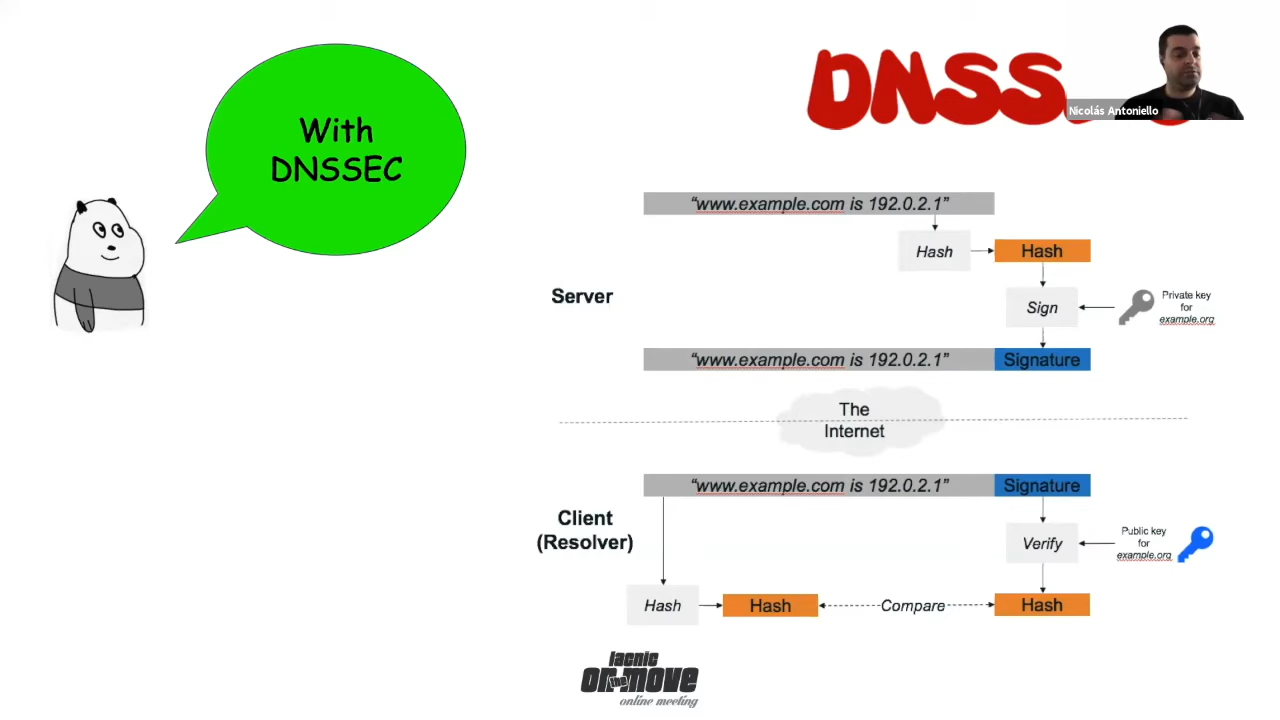 With
DNSSEC
DNSS
Nicolás Antoniello
“www.example.com is 192.0.2.1”
Hash
Hash
Server
Sign
Private key
for
example.org
“www.example.com is 192.0.2.1”
Signature
The
Internet
“www.example.com is 192.0.2.1”
Signature
Client
(Resolver)
Verify
Public key
for
example.org
Hash
Hash
Compare
Hash
lacnic
on the move
online meeting